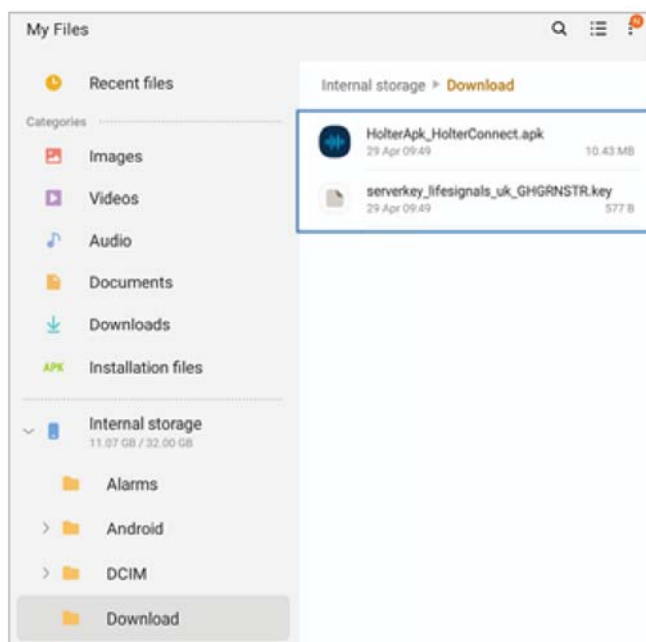 My Files
N
Recent files
Categories
Images
Videos
Audio
Documents
Downloads
APK Installation files
Internal storage
11.07 GB / 32.00 GB
Alarms
Android
DCIM
Download
Internal storage Download
HolterApk_HolterConnect.apk
29 Apr 09:49 10.43 MB
serverkey_lifesignals_uk_GHGRNSTR.key
29 Apr 09:49 577 B